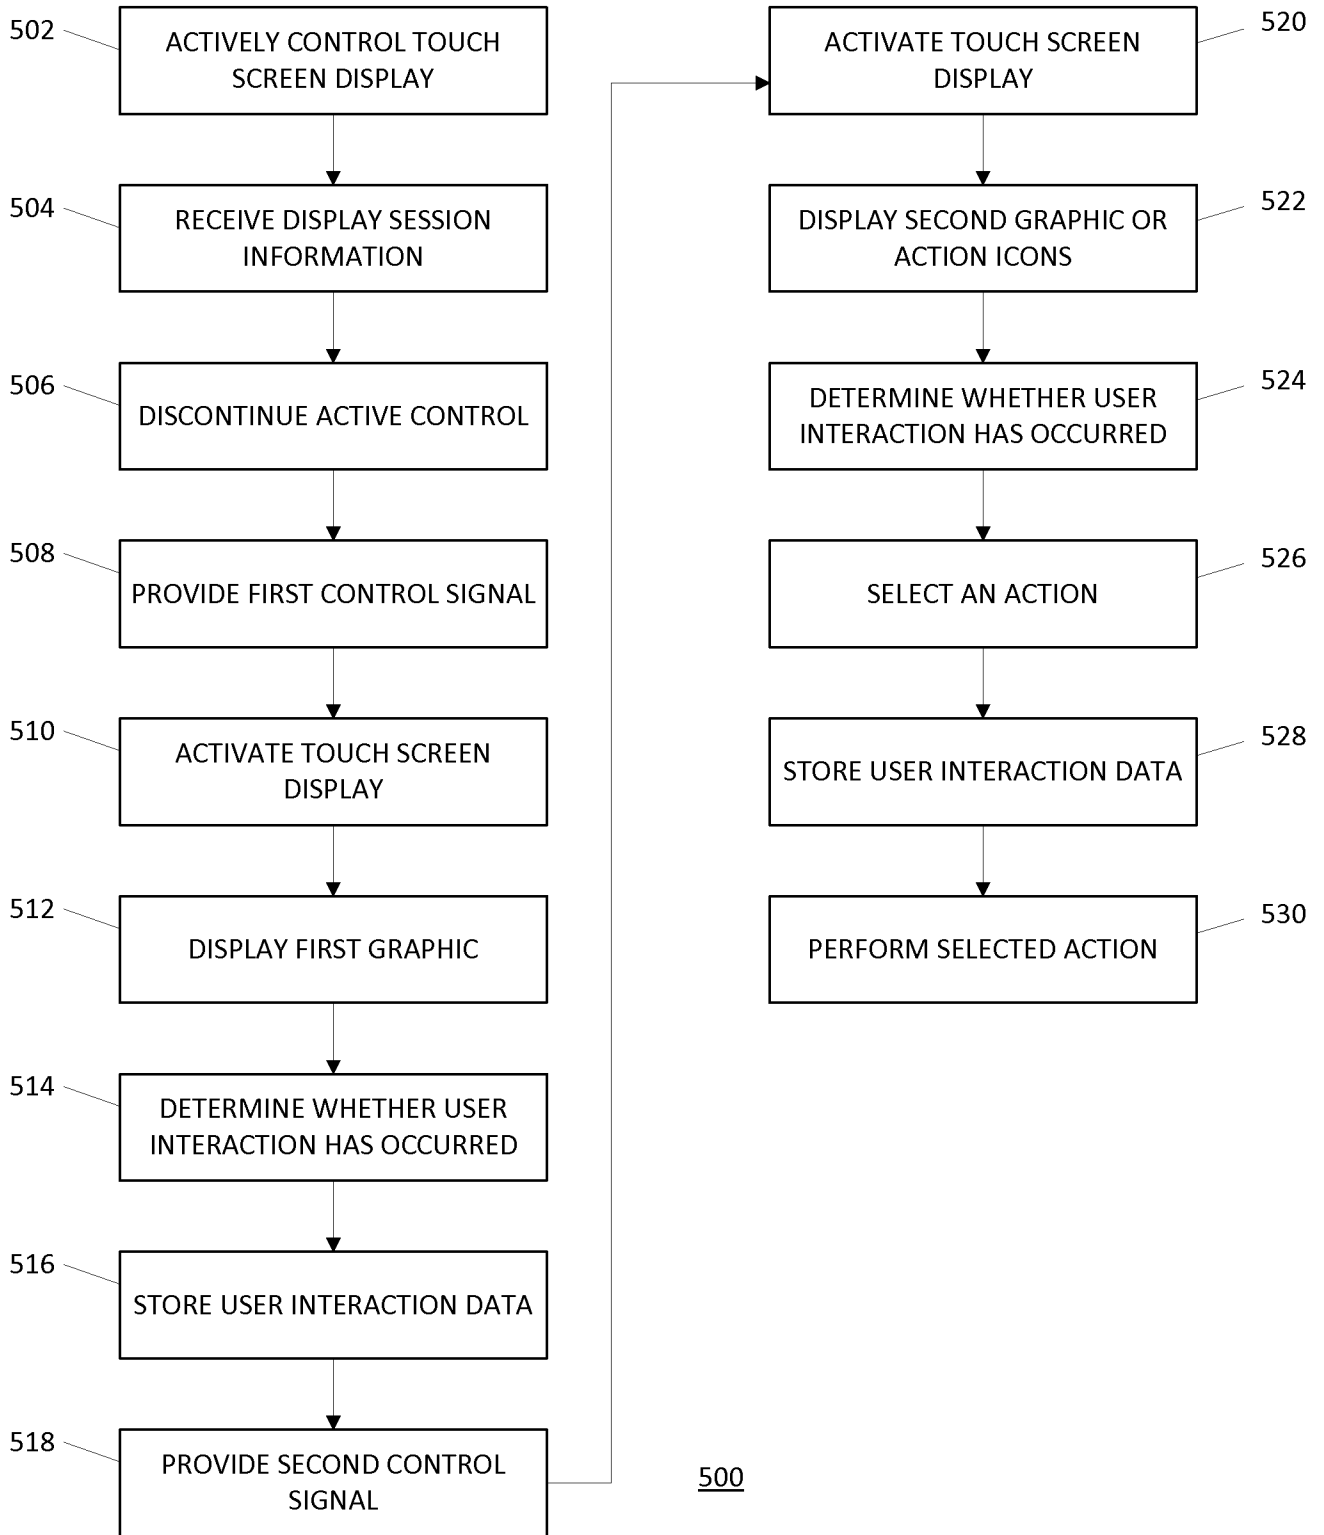 502
ACTIVELY CONTROL TOUCH
SCREEN DISPLAY
504
RECEIVE DISPLAY SESSION
INFORMATION
506
DISCONTINUE ACTIVE CONTROL
508
PROVIDE FIRST CONTROL SIGNAL
510
ACTIVATE TOUCH SCREEN
DISPLAY
512
DISPLAY FIRST GRAPHIC
514
DETERMINE WHETHER USER
INTERACTION HAS OCCURRED
516
STORE USER INTERACTION DATA
518
PROVIDE SECOND CONTROL
SIGNAL
520
ACTIVATE TOUCH SCREEN
DISPLAY
522
DISPLAY SECOND GRAPHIC OR
ACTION ICONS
524
DETERMINE WHETHER USER
INTERACTION HAS OCCURRED
526
SELECT AN ACTION
528
STORE USER INTERACTION DATA
530
PERFORM SELECTED ACTION
500